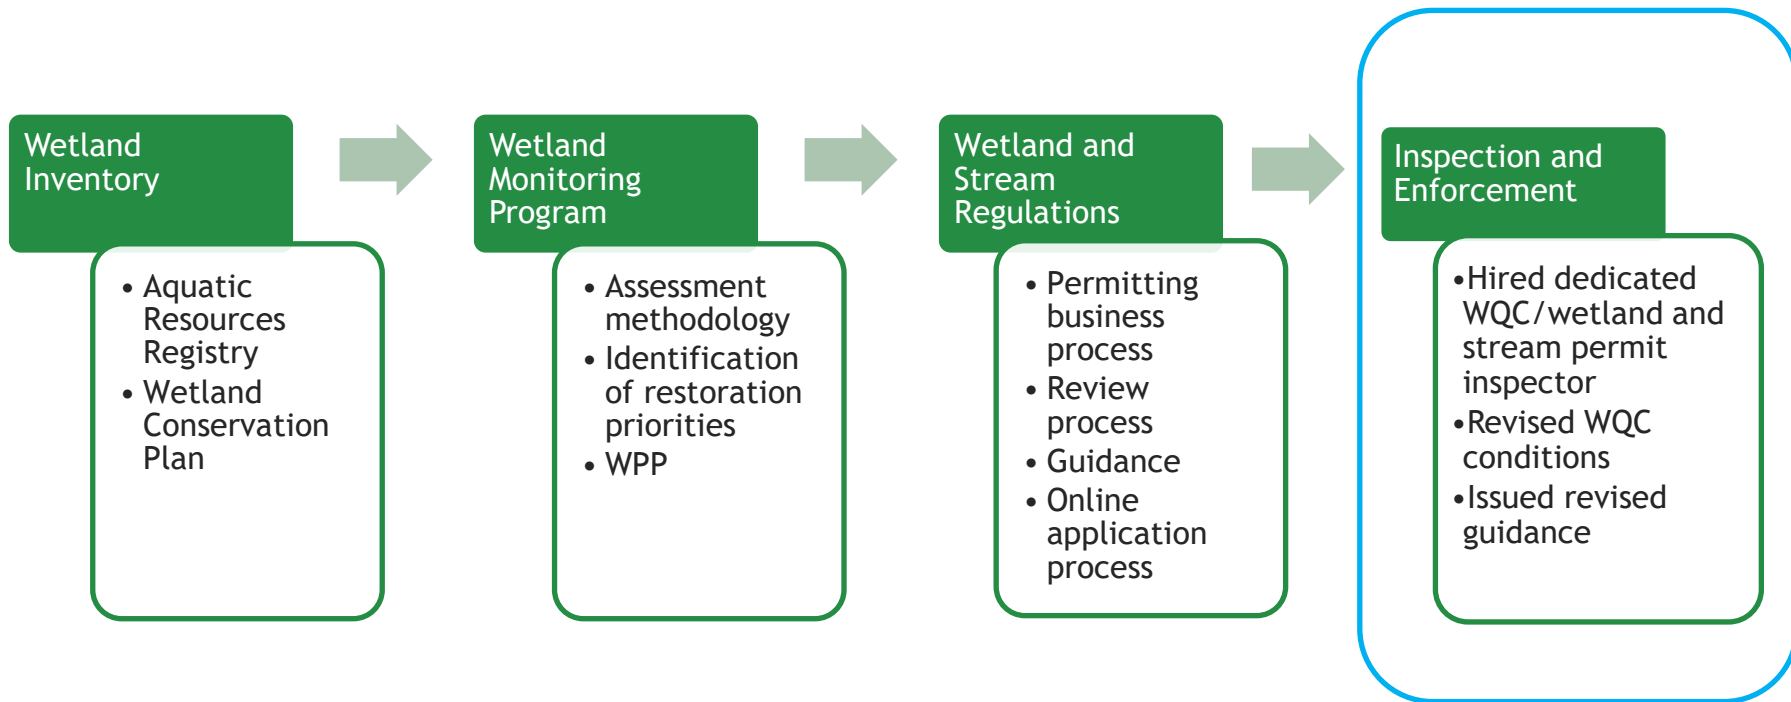 Wetland
Inventory
• Aquatic
Resources
Registry
• Wetland
Conservation
Plan
Wetland
Monitoring
Program
• Assessment
methodology
• Identification
of restoration
priorities
• WPP
Wetland and
Stream
Regulations
• Permitting
business
process
• Review
process
• Guidance
• Online
application
process
Inspection and
Enforcement
•Hired dedicated
WQC/wetland and
stream permit
inspector
•Revised WQC
conditions
•Issued revised
guidance